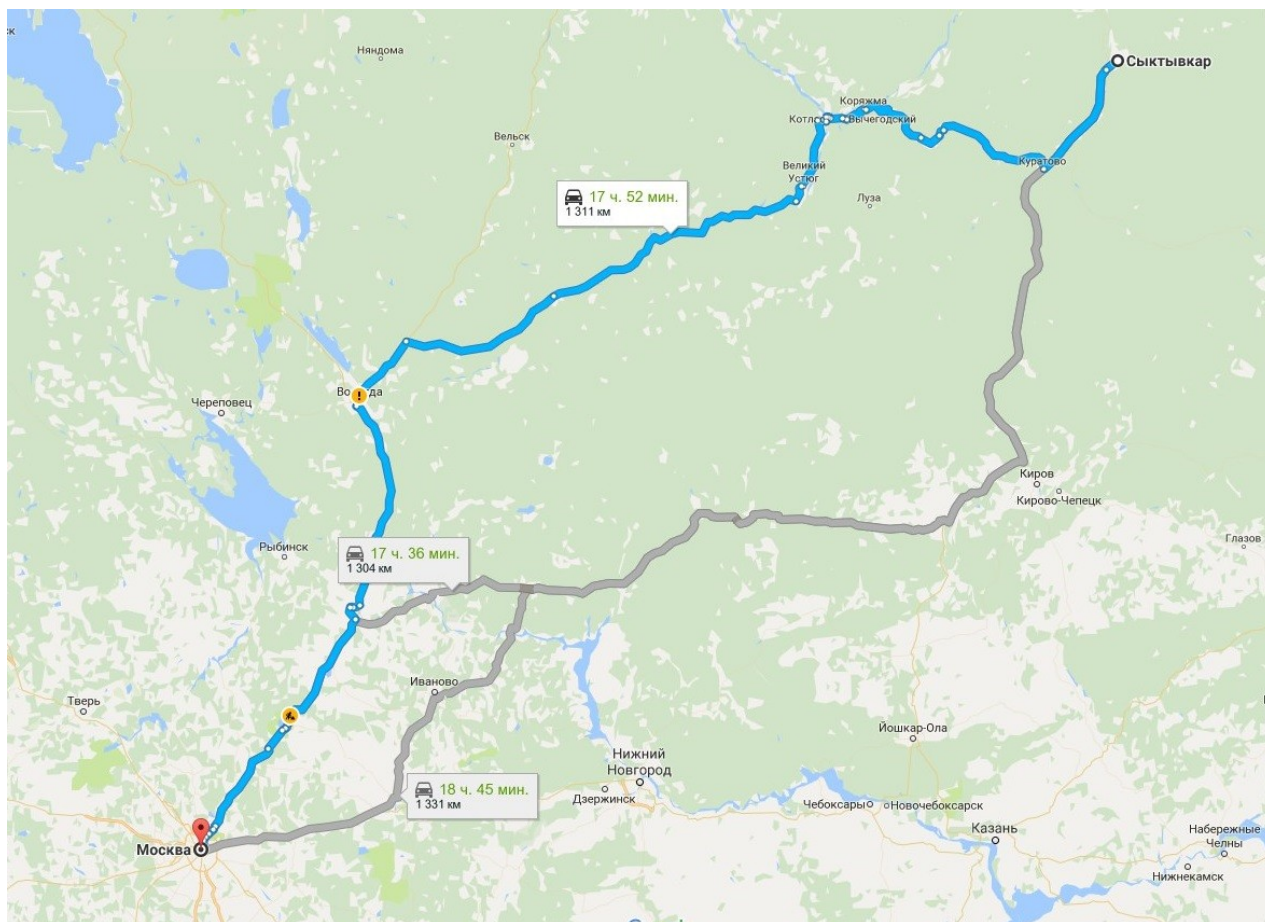 ск
Няндома
Сыктывкар
Коряжма
Вычегодский
Вельск
Куратово
Великий
Устюг
Луза
17 ч. 52 мин.
1 311 км
Череповец
Киров
Кирово-Чепецк
Глазов
Рыбинск
17 ч. 36 мин.
1 304 км
Иваново
Тверь
Йошкар-Ола
Нижний
Новгород
Дзержинск
18 ч. 45 мин.
1 331 км
Чебоксары
Новочебоксарск
Казань
Набережные
Челны
Нижнекамск
Москва